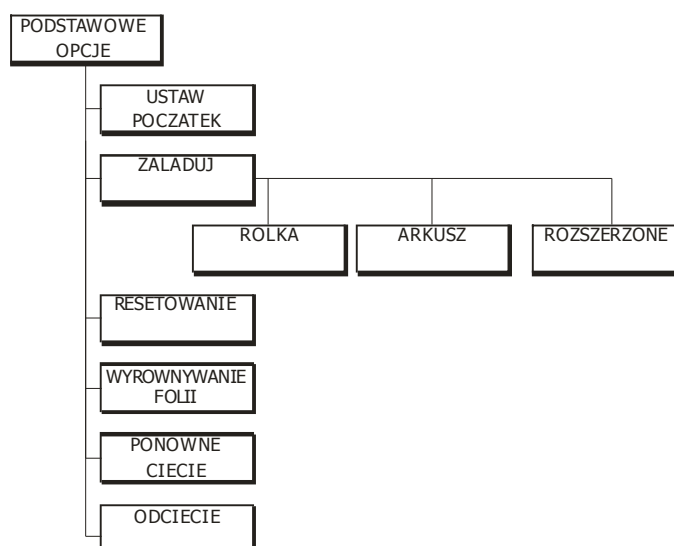 PODSTAWOWE
OPCJE
USTAW
POCZATEK
ZALADUJ
ROLKA
ARKUSZ
ROZSZERZONE
RESETOWANIE
WYROWNYWANIE
FOLII
PONOWNE
CIECIE
ODCIECIE